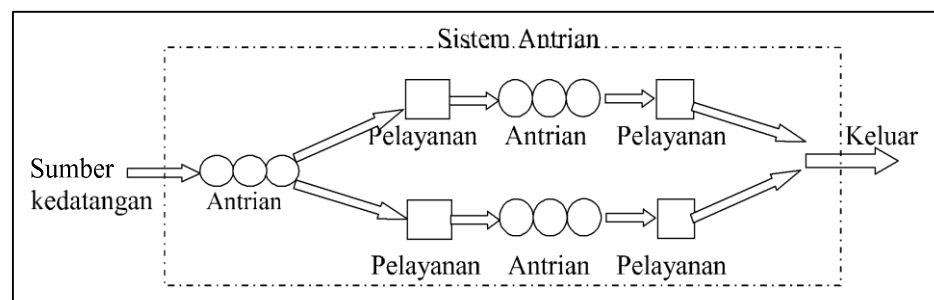 Sistem Antrian
Pelayanan Antrian Pelayanan
Keluar
Sumber
kedatangan
Antrian
Pelayanan Antrian Pelayanan